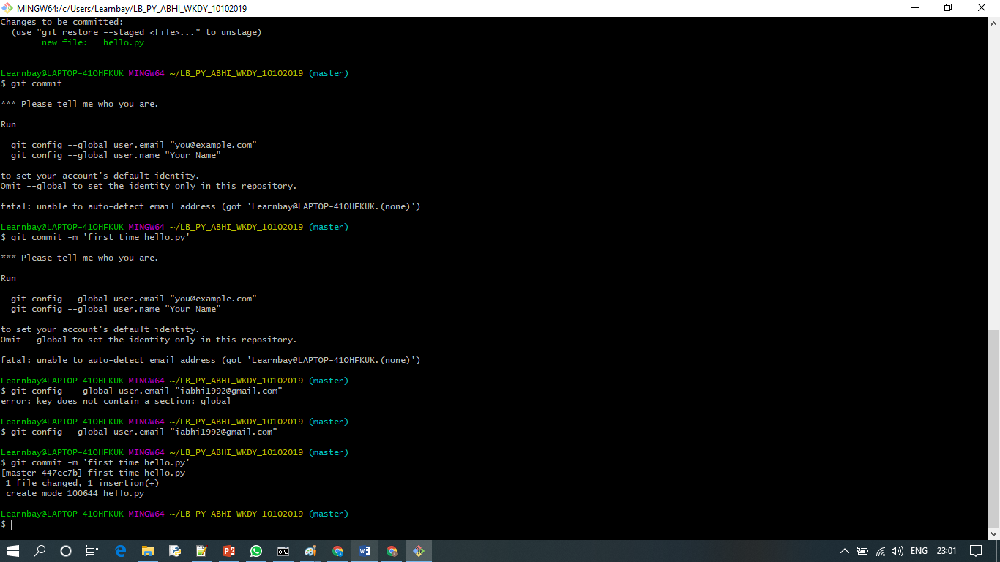 MINGW64:/c/Users/Learnbay/LB_PY_ABHI_WKDY_10102019
Changes to be committed:
  (use "git restore --staged <file>..." to unstage)
        new file:   hello.py
Learnbay@LAPTOP-41OHFKUK MINGW64 ~/LB_PY_ABHI_WKDY_10102019 (master)
$ git commit
*** Please tell me who you are.
Run
  git config --global user.email "you@example.com"
  git config --global user.name "Your Name"
to set your account's default identity.
Omit --global to set the identity only in this repository.
fatal: unable to auto-detect email address (got 'Learnbay@LAPTOP-41OHFKUK.(none)')
Learnbay@LAPTOP-41OHFKUK MINGW64 ~/LB_PY_ABHI_WKDY_10102019 (master)
$ git commit -m 'first time hello.py'
*** Please tell me who you are.
Run
  git config --global user.email "you@example.com"
  git config --global user.name "Your Name"
to set your account's default identity.
Omit --global to set the identity only in this repository.
fatal: unable to auto-detect email address (got 'Learnbay@LAPTOP-41OHFKUK.(none)')
Learnbay@LAPTOP-41OHFKUK MINGW64 ~/LB_PY_ABHI_WKDY_10102019 (master)
$ git config -- global user.email "iabhi1992@gmail.com"
error: key does not contain a section: global
Learnbay@LAPTOP-41OHFKUK MINGW64 ~/LB_PY_ABHI_WKDY_10102019 (master)
$ git config --global user.email "iabhi1992@gmail.com"
Learnbay@LAPTOP-41OHFKUK MINGW64 ~/LB_PY_ABHI_WKDY_10102019 (master)
$ git commit -m 'first time hello.py'
[master 447ec7b] first time hello.py
 1 file changed, 1 insertion(+)
 create mode 100644 hello.py
Learnbay@LAPTOP-41OHFKUK MINGW64 ~/LB_PY_ABHI_WKDY_10102019 (master)
$
ENG 23:01